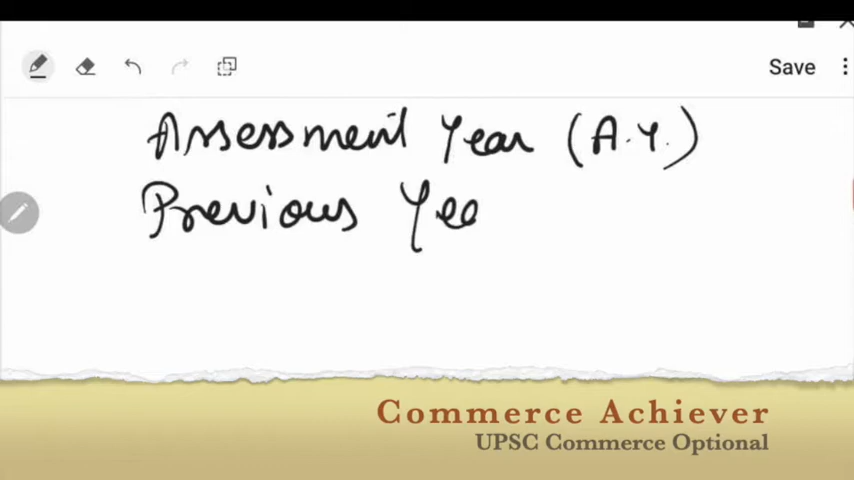 Save
Assessment Year (A.Y.)
Previous Yea
Commerce Achiever
UPSC Commerce Optional